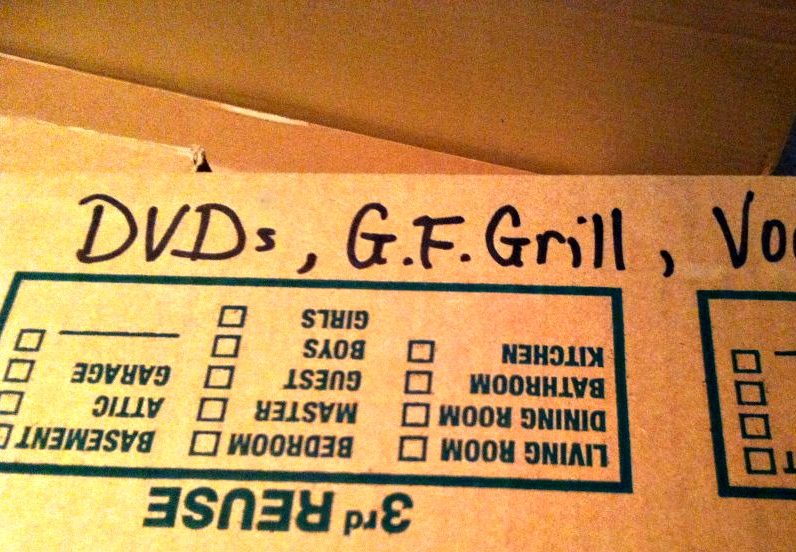 DVDs, G.F. Grill,
3rd REUSE
LIVING ROOM
DINING ROOM
BATHROOM
KITCHEN
BEDROOM
MASTER
GUEST
BOYS
GIRLS
BASEMENT
ATTIC
GARAGE